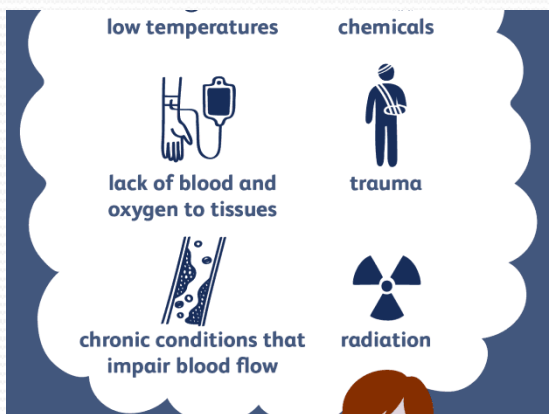 low temperatures
chemicals
lack of blood and
oxygen to tissues
trauma
chronic conditions that
impair blood flow
radiation